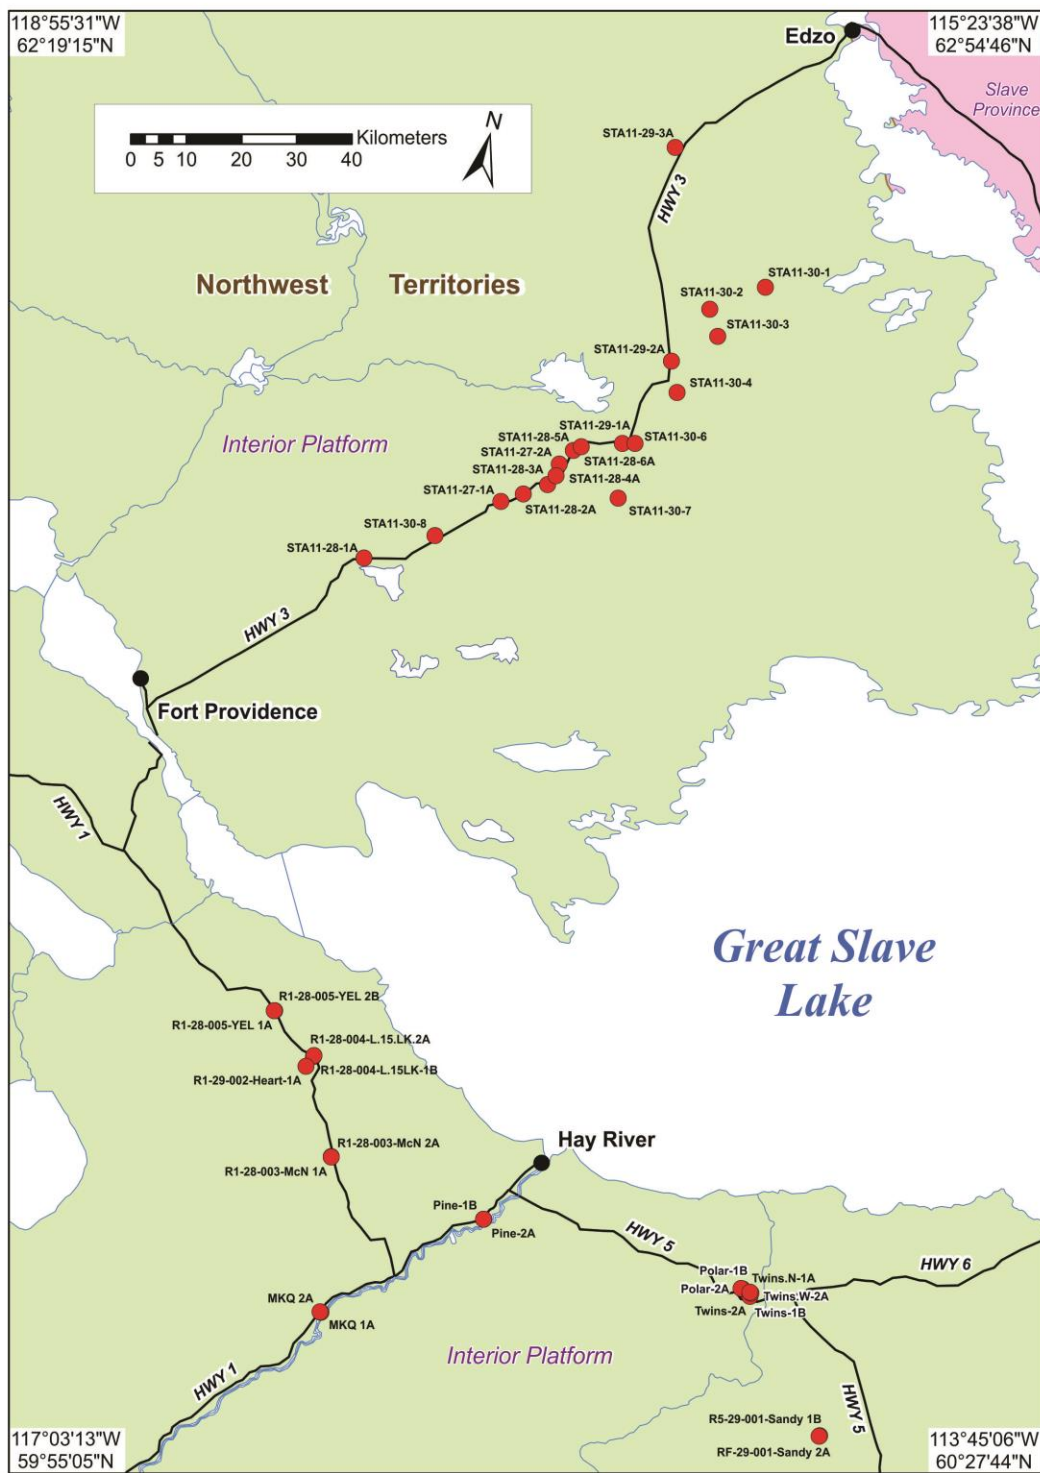 118°55'31"W
62°19'15"N
115°23'38"W
62°54'46"N
Edzo
Slave
Province
N
Kilometers
0 5 10 20 30 40
STA11-29-3A
HWY 3
Northwest Territories
STA11-30-1
STA11-30-2
STA11-30-3
STA11-29-2A
STA11-30-4
Interior Platform
STA11-29-1A
STA11-28-5A
STA11-30-6
STA11-27-2A
STA11-28-6A
STA11-28-3A
STA11-28-4A
STA11-27-1A
STA11-28-2A
STA11-30-7
STA11-30-8
STA11-28-1A
HWY 3
Fort Providence
HWY 1
Great Slave
Lake
R1-28-005-YEL 2B
R1-28-005-YEL 1A
R1-28-004-L.15.LK.2A
R1-28-004-L.15LK-1B
R1-29-002-Heart-1A
Hay River
R1-28-003-McN 2A
R1-28-003-McN 1A
Pine-1B
Pine-2A
HWY 5
HWY 6
Polar-1B
Twins.N-1A
Polar-2A
Twins.W-2A
Twins-2A
Twins-1B
MKQ 2A
MKQ 1A
Interior Platform
HWY 1
HWY 5
R5-29-001-Sandy 1B
RF-29-001-Sandy 2A
117°03'13"W
59°55'05"N
113°45'06"W
60°27'44"N